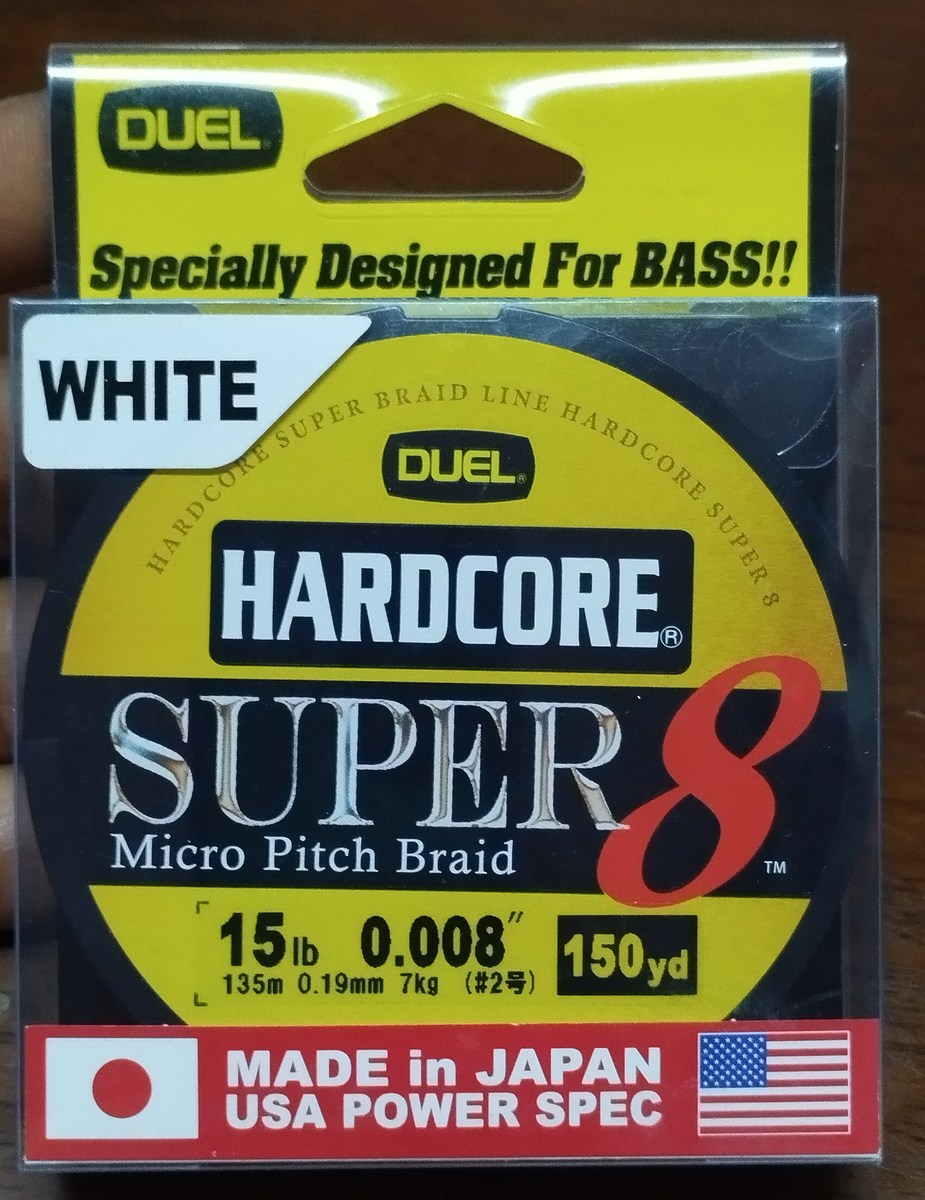 DUEL
Specially Designed For BASS!!
WHITE
HARDCORE SUPER BRAID LINE HARDCORE SUPER 8
DUEL®
HARDCORE®
SUPER 8
Micro Pitch Braid
TM
15lb 0.008″ 150yd
135m 0.19mm 7kg (#2号)
MADE in JAPAN
USA POWER SPEC